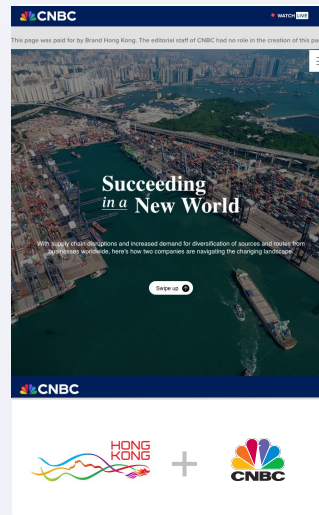 CNBC
WATCH LIVE
This page was paid for by Brand Hong Kong. The editorial staff of CNBC had no role in the creation of this pa
Succeeding
in a New World
With supply chain disruptions and increased demand for diversification of sources and routes from
businesses worldwide, here's how two companies are navigating the changing landscape.
Swipe up
CNBC
HONG
KONG
+
CNBC